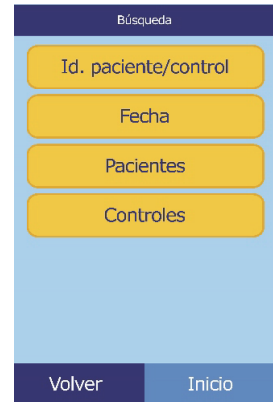 Búsqueda
Id. paciente/control
Fecha
Pacientes
Controles
Volver Inicio